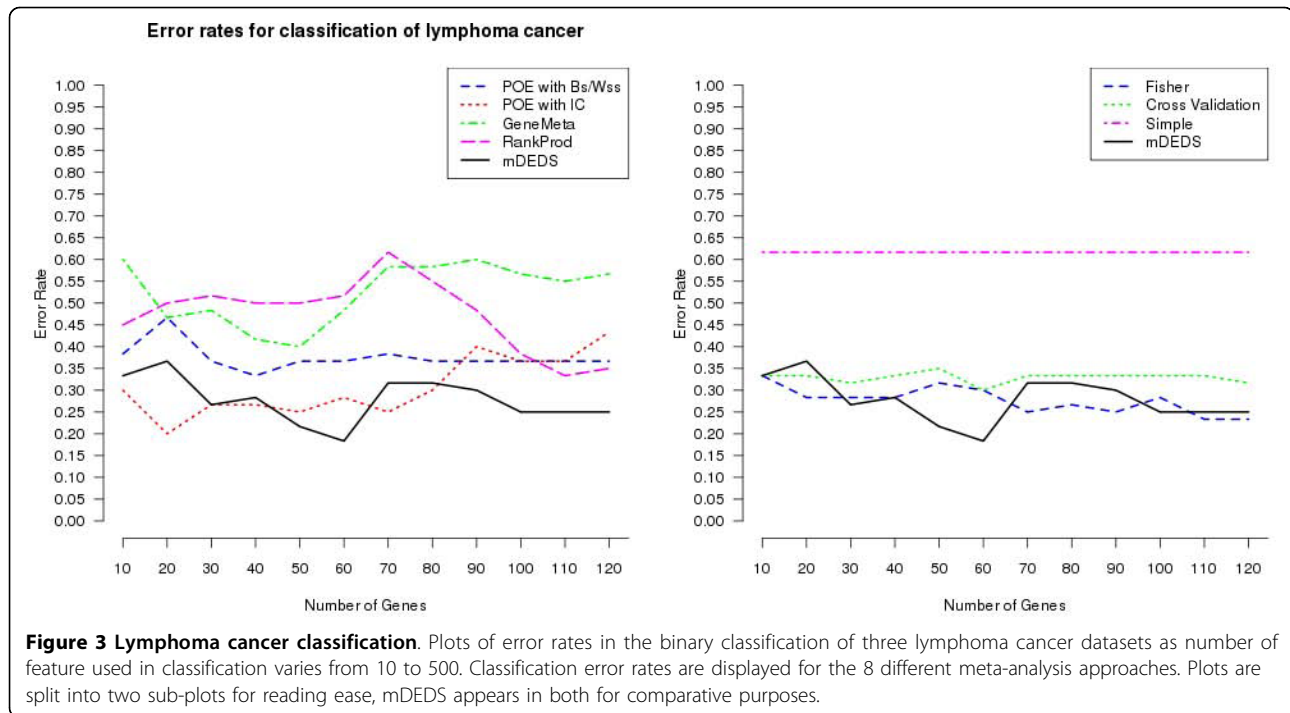 Error rates for classification of lymphoma cancer
POE with Bs/Wss
POE with IC
GeneMeta
RankProd
mDEDS
1.00
0.95
0.90
0.85
0.80
0.75
0.70
0.65
0.60
0.55
0.50
0.45
0.40
0.35
0.30
0.25
0.20
0.15
0.10
0.05
0.00
Error Rate
10 20 30 40 50 60 70 80 90 100 110 120
Number of Genes
Fisher
Cross Validation
Simple
mDEDS
1.00
0.95
0.90
0.85
0.80
0.75
0.70
0.65
0.60
0.55
0.50
0.45
0.40
0.35
0.30
0.25
0.20
0.15
0.10
0.05
0.00
Error Rate
10 20 30 40 50 60 70 80 90 100 110 120
Number of Genes
Figure 3 Lymphoma cancer classification. Plots of error rates in the binary classification of three lymphoma cancer datasets as number of
feature used in classification varies from 10 to 500. Classification error rates are displayed for the 8 different meta-analysis approaches. Plots are
split into two sub-plots for reading ease, mDEDS appears in both for comparative purposes.